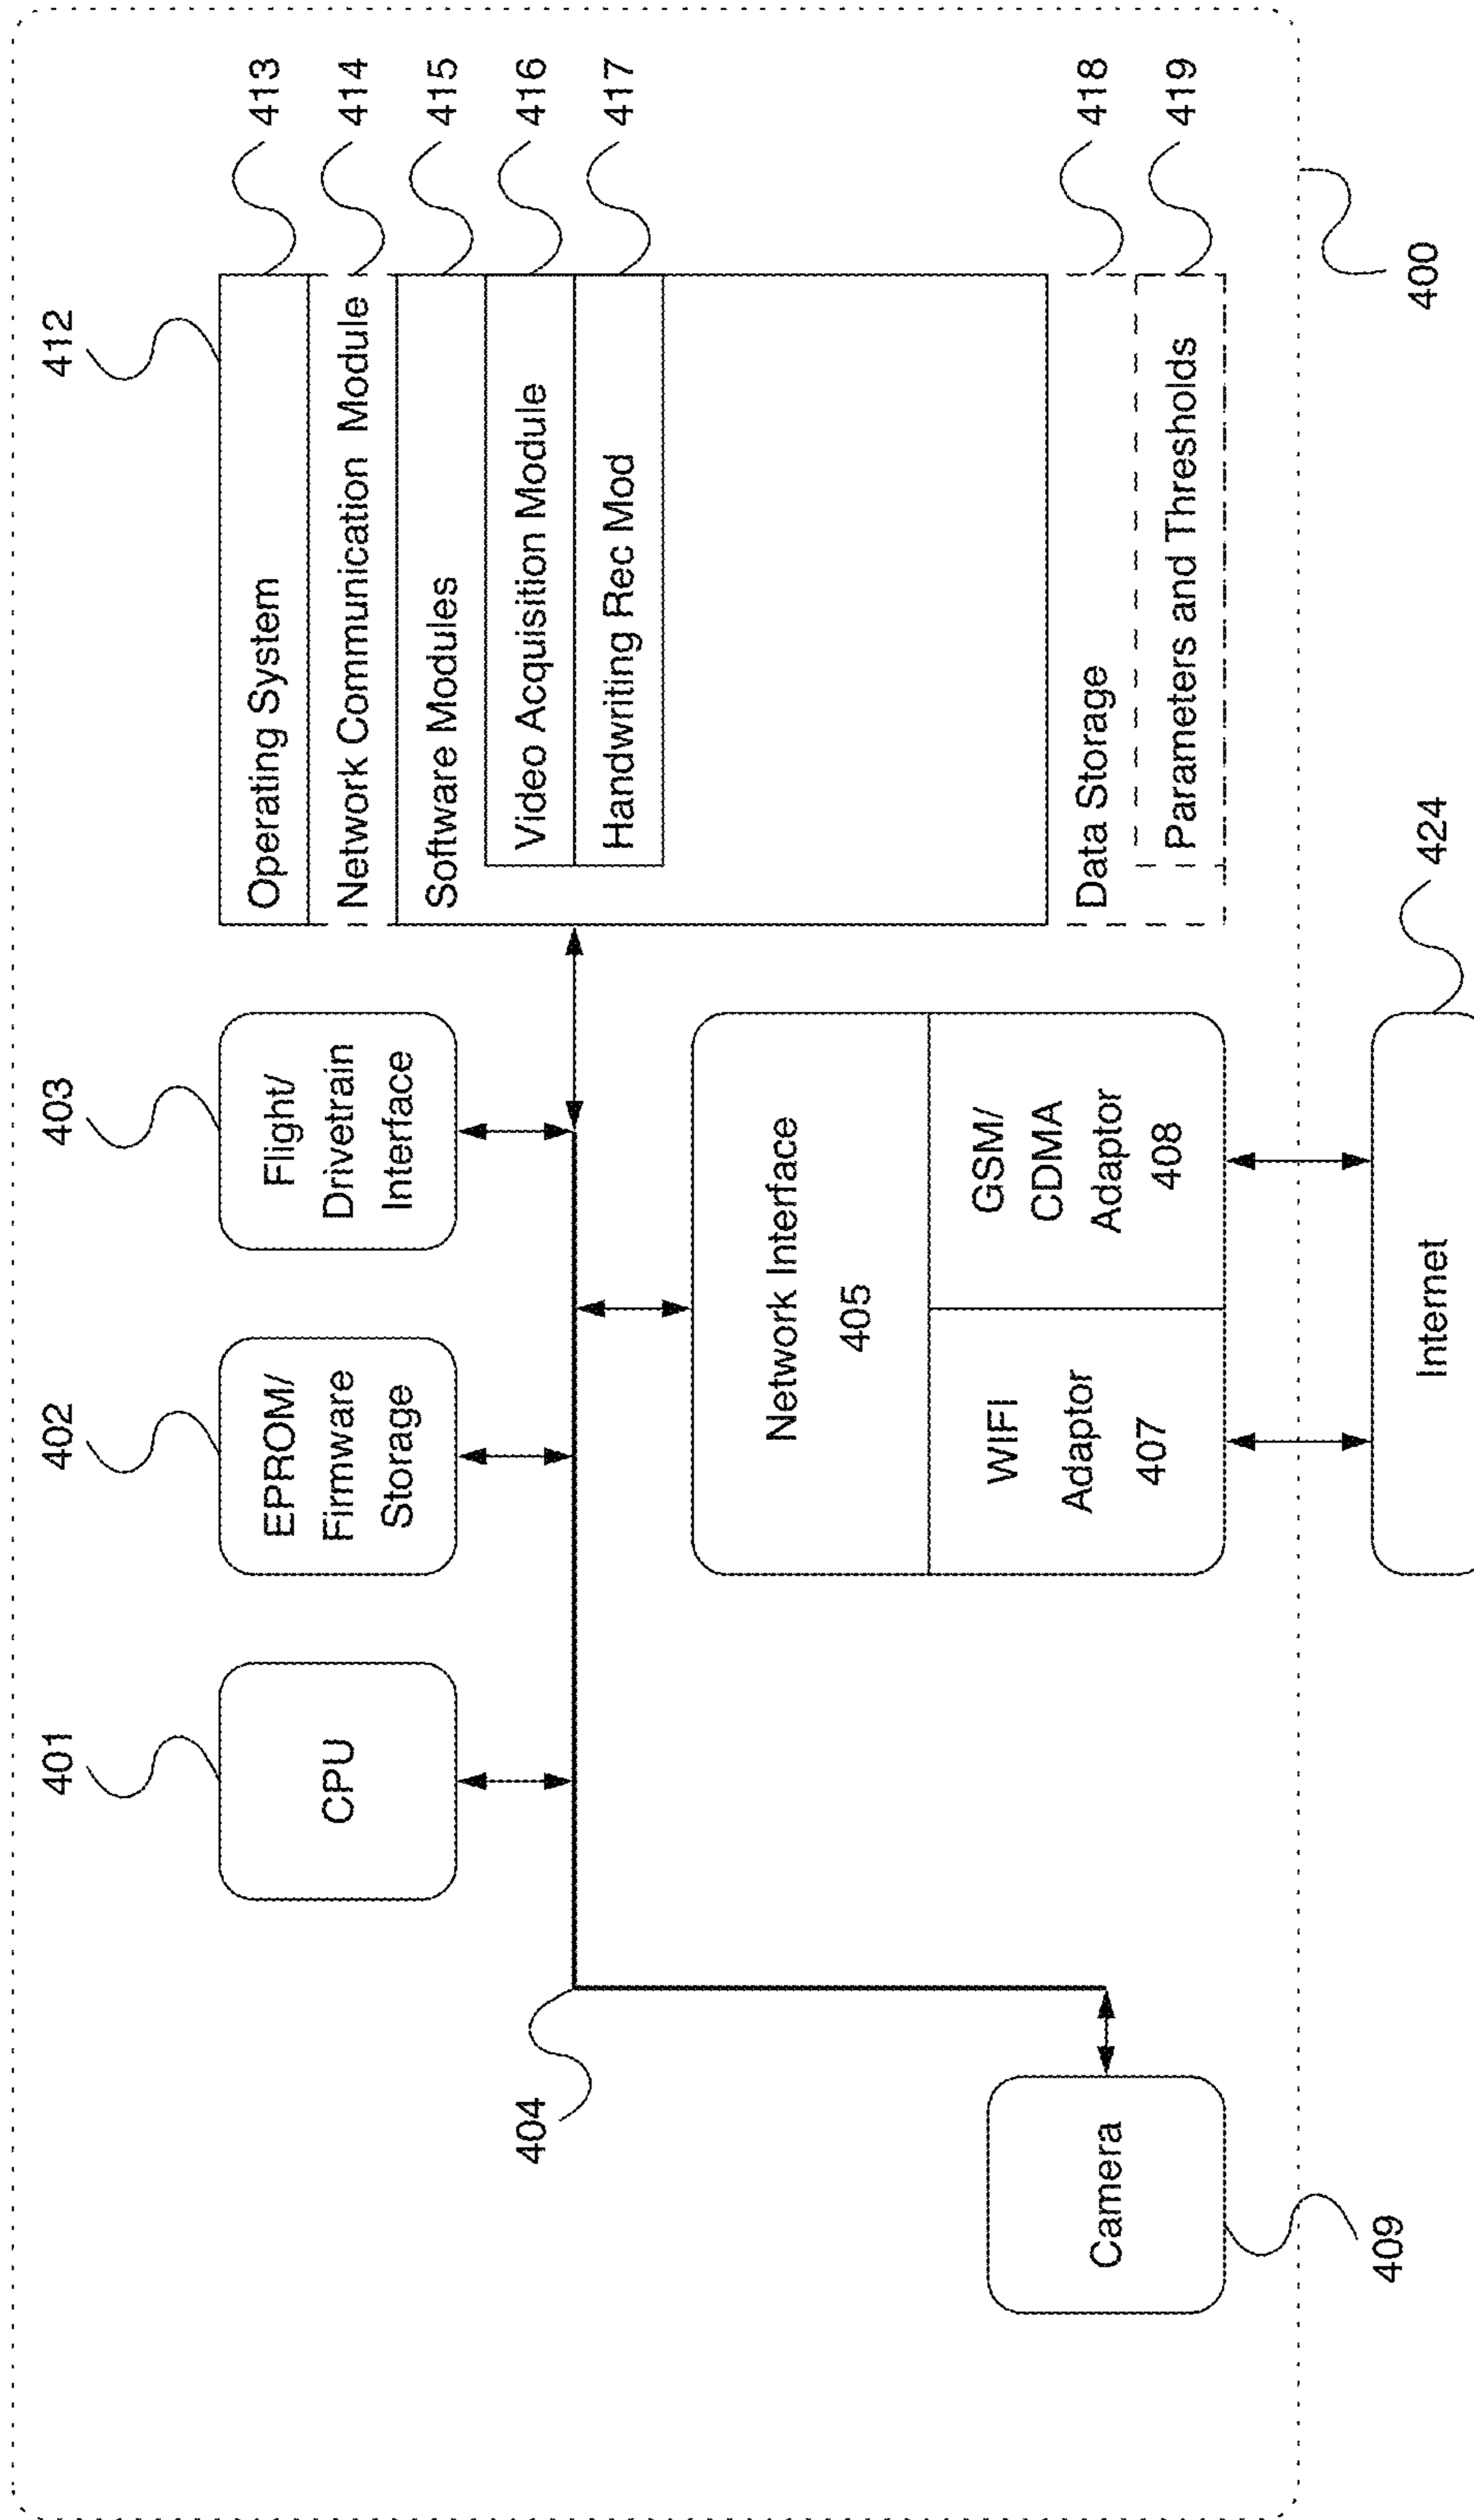 401
402
403
412
CPU
EPROM/
Firmware
Storage
Flight/
Drivetrain
Interface
Operating System
413
Network Communication Module
414
Software Modules
415
Video Acquisition Module
416
Handwriting Rec Mod
417
404
Network Interface
405
WIFI
Adaptor
407
GSM/
CDMA
Adaptor
408
Camera
409
Data Storage
418
Parameters and Thresholds
419
400
Internet
424